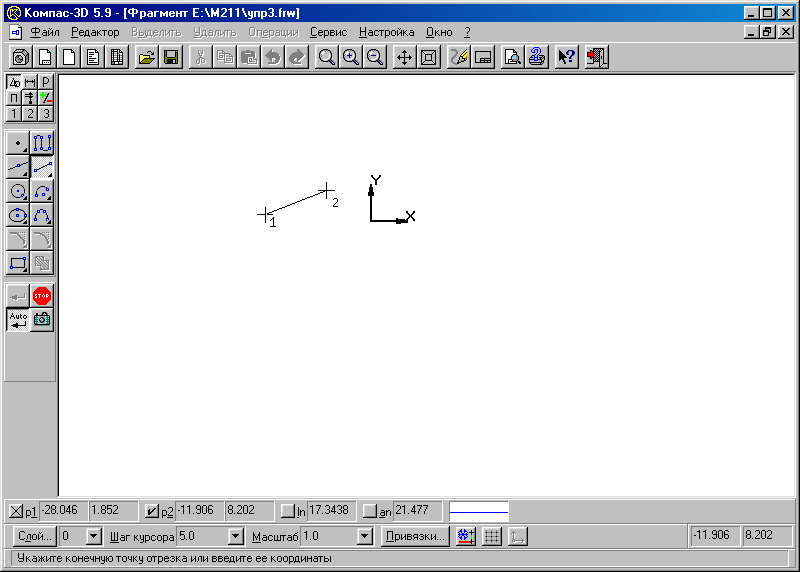 Компас-3D 5.9 - [Фрагмент E:\M211\упр3.frw]
Файл Редактор Выделить Удалить Операции Сервис Настройка Окно ?
P
П
1 2 3
Y
2
1
X
STOP
Auto
p1 -28.046 1.852 p2 -11.906 8.202 ln 17.3438 an 21.477
Слой... 0 Шаг курсора 5.0 Масштаб 1.0 Привязки... -11.906 8.202
Укажите конечную точку отрезка или введите ее координаты